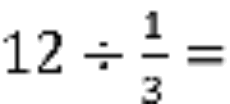 12 ÷ 1/3 =